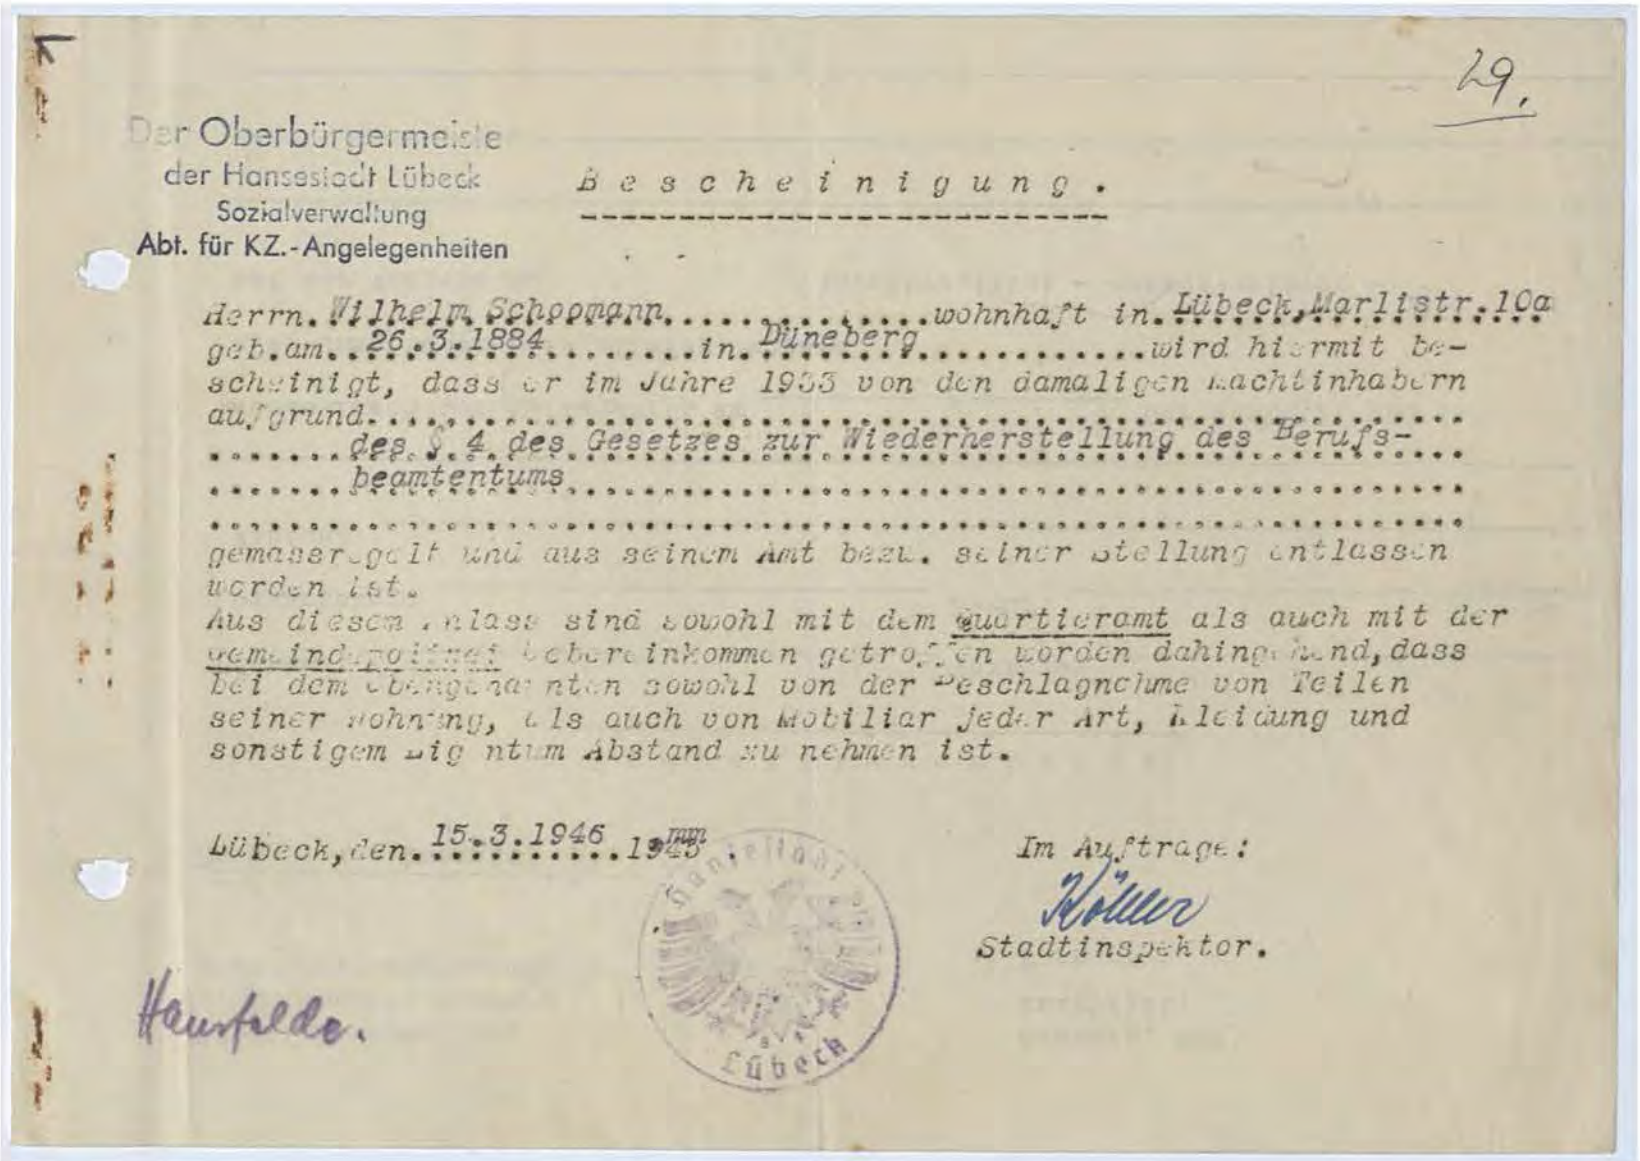 29.
Der Oberbürgermeiste
der Hansestadt Lübeck
Sozialverwaltung
Abt. für KZ.-Angelegenheiten
Bescheinigung.
Herrn. Wilhelm Schoomann wohnhaft in. Lübeck, Marlistr. 10a
geb.am. 26.3.1884 in. Düneberg wird hiermit be-
scheinigt, dass er im Jahre 1933 von den damaligen Machtinhabern
aufgrund
des § 4 des Gesetzes zur Wiederherstellung des Berufs-
beamtentums
gemassregelt und aus seinem Amt bezw. seiner Stellung entlassen
worden ist.
Aus diesem Anlass sind sowohl mit dem Quartieramt als auch mit der
Gemeindepolizei Uebereinkommen getroffen worden dahingehend, dass
bei dem Obengenannten sowohl von der Beschlagnahme von Teilen
seiner Wohnung, als auch von Mobiliar jeder Art, Kleidung und
sonstigem Eigentum Abstand zu nehmen ist.
Lübeck, den. 15.3.1946
Im Auftrage:
Köller
Stadtinspektor.
Hansestadt
Lübeck
Hansfelde.